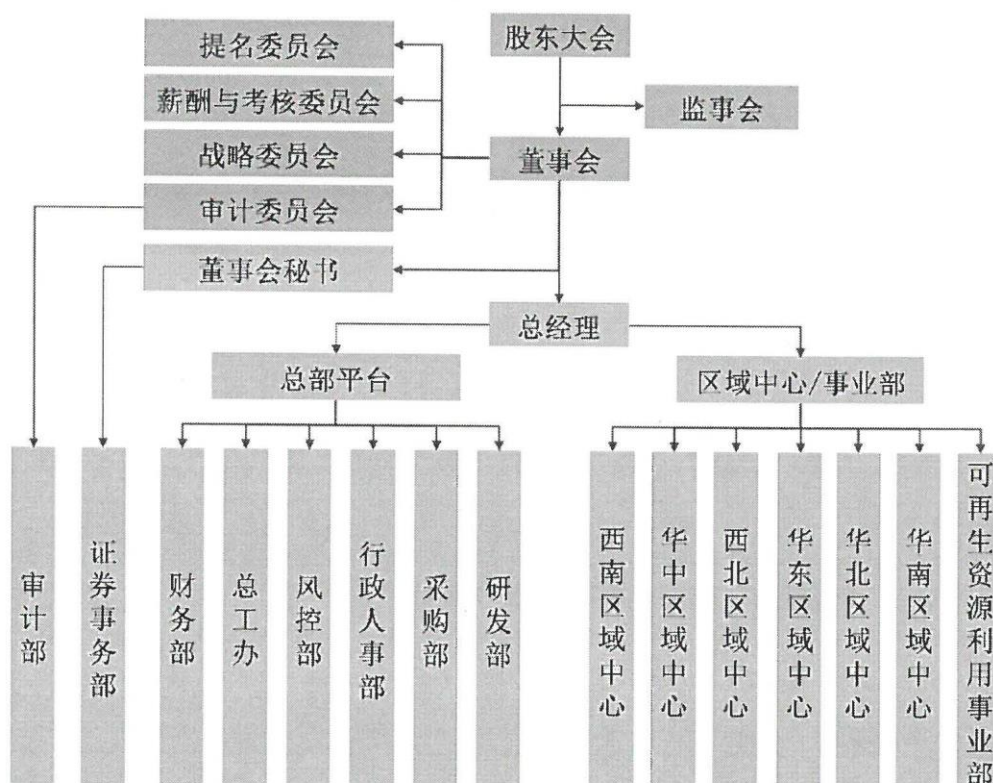 股东大会
提名委员会
薪酬与考核委员会
监事会
战略委员会
董事会
审计委员会
董事会秘书
总经理
总部平台
区域中心/事业部
审计部
证券事务部
财务部
总工办
风控部
行政人事部
采购部
研发部
西南区域中心
华中区域中心
西北区域中心
华东区域中心
华北区域中心
华南区域中心
可再生资源利用事业部